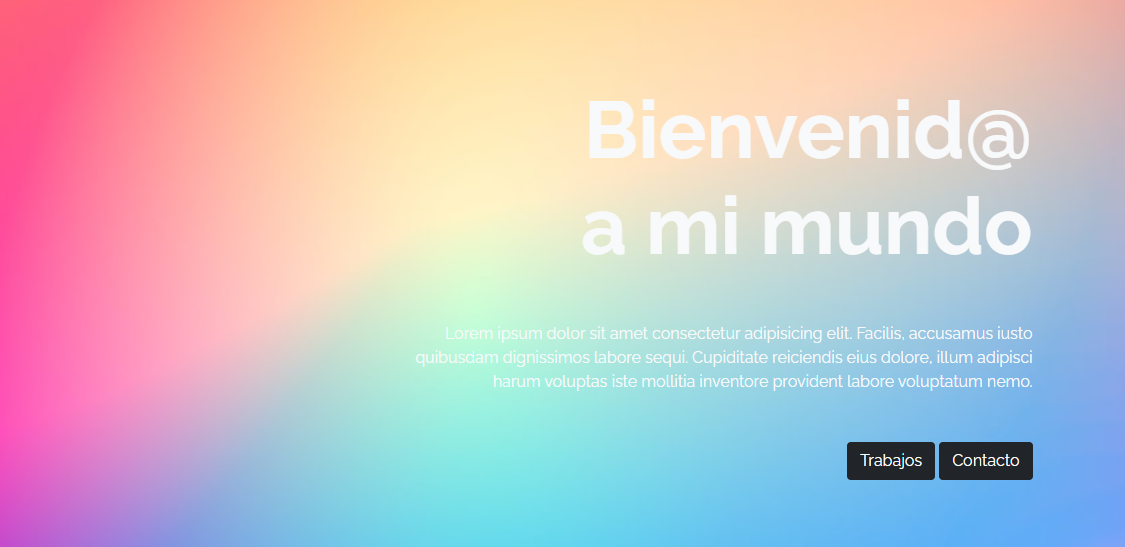 Bienvenid@
a mi mundo
Lorem ipsum dolor sit amet consectetur adipisicing elit. Facilis, accusamus iusto
quibusdam dignissimos labore sequi. Cupiditate reiciendis eius dolore, illum adipisci
harum voluptas iste mollitia inventore provident labore voluptatum nemo.
Trabajos Contacto